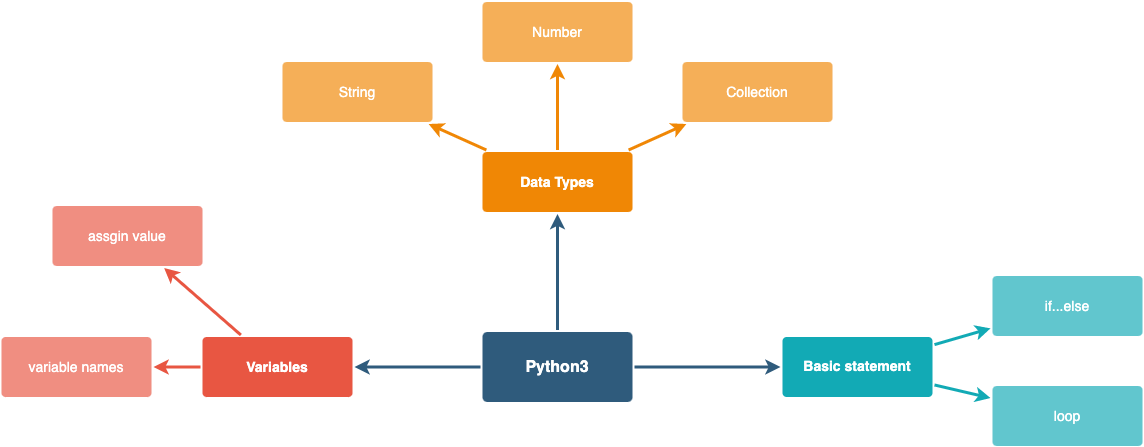 Number
String
Collection
Data Types
assgin value
if...else
variable names
Variables
Python3
Basic statement
loop